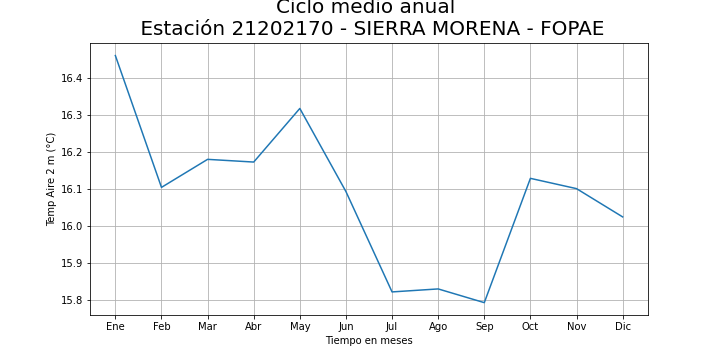 Ciclo medio anual
Estación 21202170 - SIERRA MORENA - FOPAE
Temp Aire 2 m (°C)
16.4
16.3
16.2
16.1
16.0
15.9
15.8
Ene Feb Mar Abr May Jun Jul Ago Sep Oct Nov Dic
Tiempo en meses